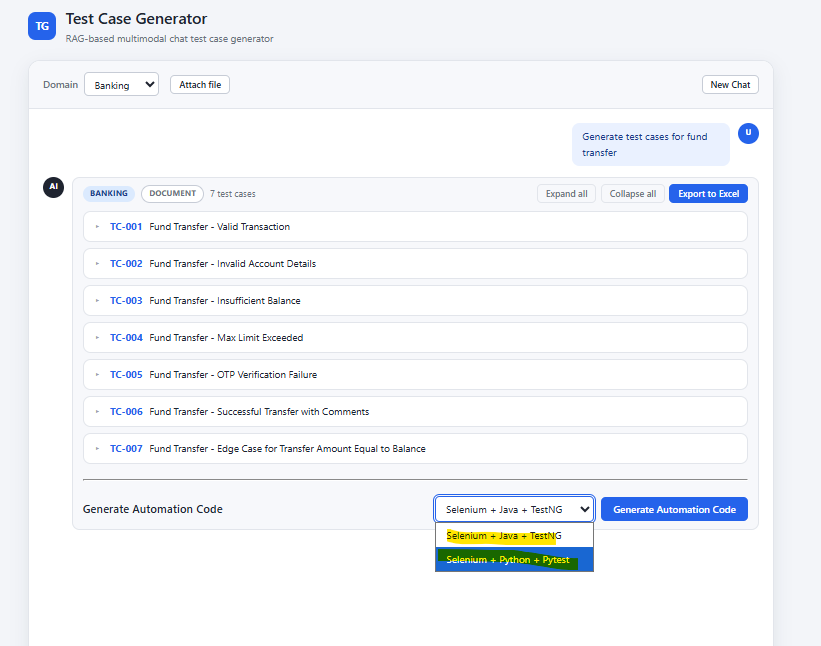 TG
Test Case Generator
RAG-based multimodal chat test case generator
Domain Banking Attach file New Chat
Generate test cases for fund
transfer
U
AI
BANKING DOCUMENT 7 test cases Expand all Collapse all Export to Excel
TC-001 Fund Transfer - Valid Transaction
TC-002 Fund Transfer - Invalid Account Details
TC-003 Fund Transfer - Insufficient Balance
TC-004 Fund Transfer - Max Limit Exceeded
TC-005 Fund Transfer - OTP Verification Failure
TC-006 Fund Transfer - Successful Transfer with Comments
TC-007 Fund Transfer - Edge Case for Transfer Amount Equal to Balance
Generate Automation Code Selenium + Java + TestNG Generate Automation Code
Selenium + Java + TestNG
Selenium + Python + Pytest